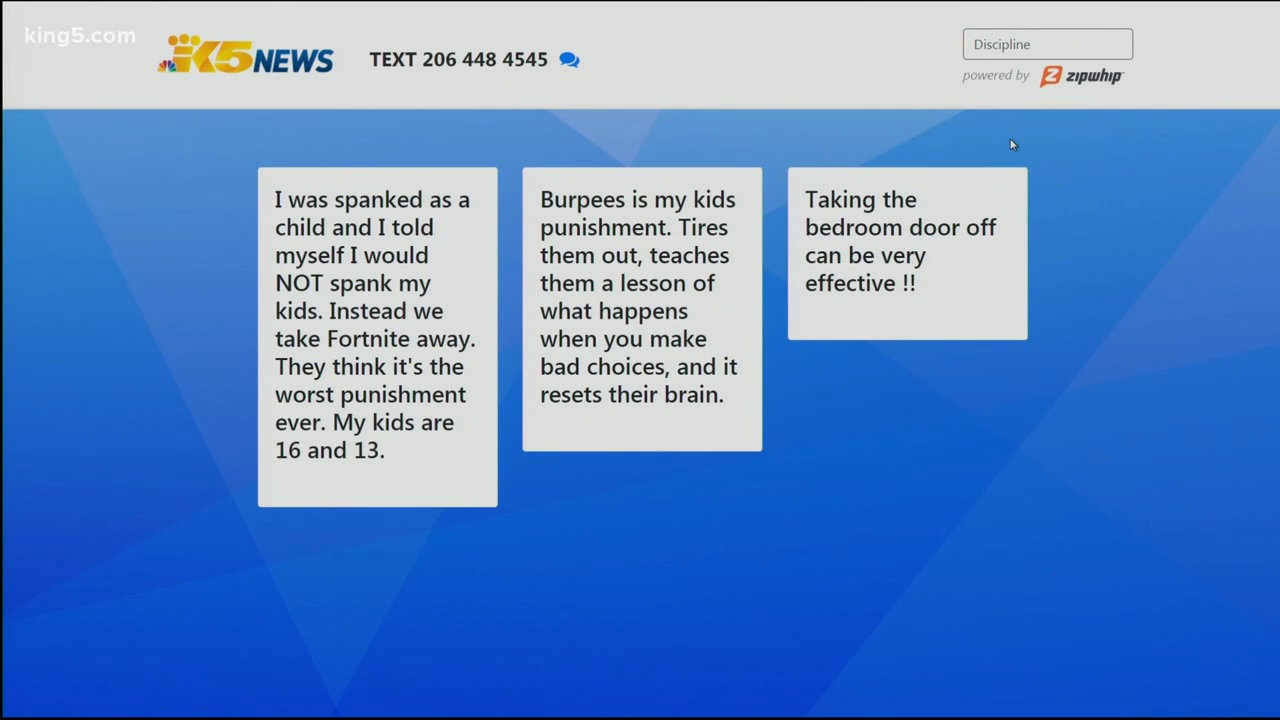 king5.com
K5 NEWS
TEXT 206 448 4545
Discipline
powered by zipwhip
I was spanked as a
child and I told
myself I would
NOT spank my
kids. Instead we
take Fortnite away.
They think it's the
worst punishment
ever. My kids are
16 and 13.
Burpees is my kids
punishment. Tires
them out, teaches
them a lesson of
what happens
when you make
bad choices, and it
resets their brain.
Taking the
bedroom door off
can be very
effective !!